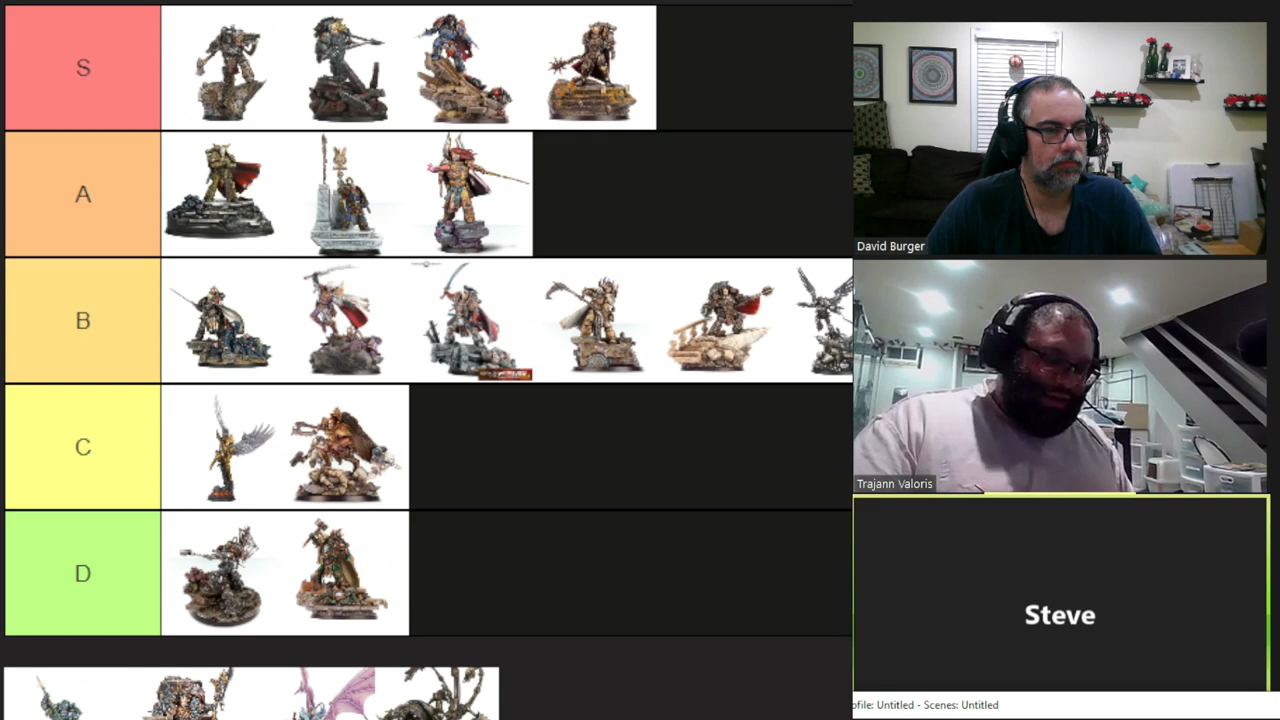 S
A
B
C
D
David Burger
Trajann Valoris
Steve
ofile: Untitled - Scenes: Untitled